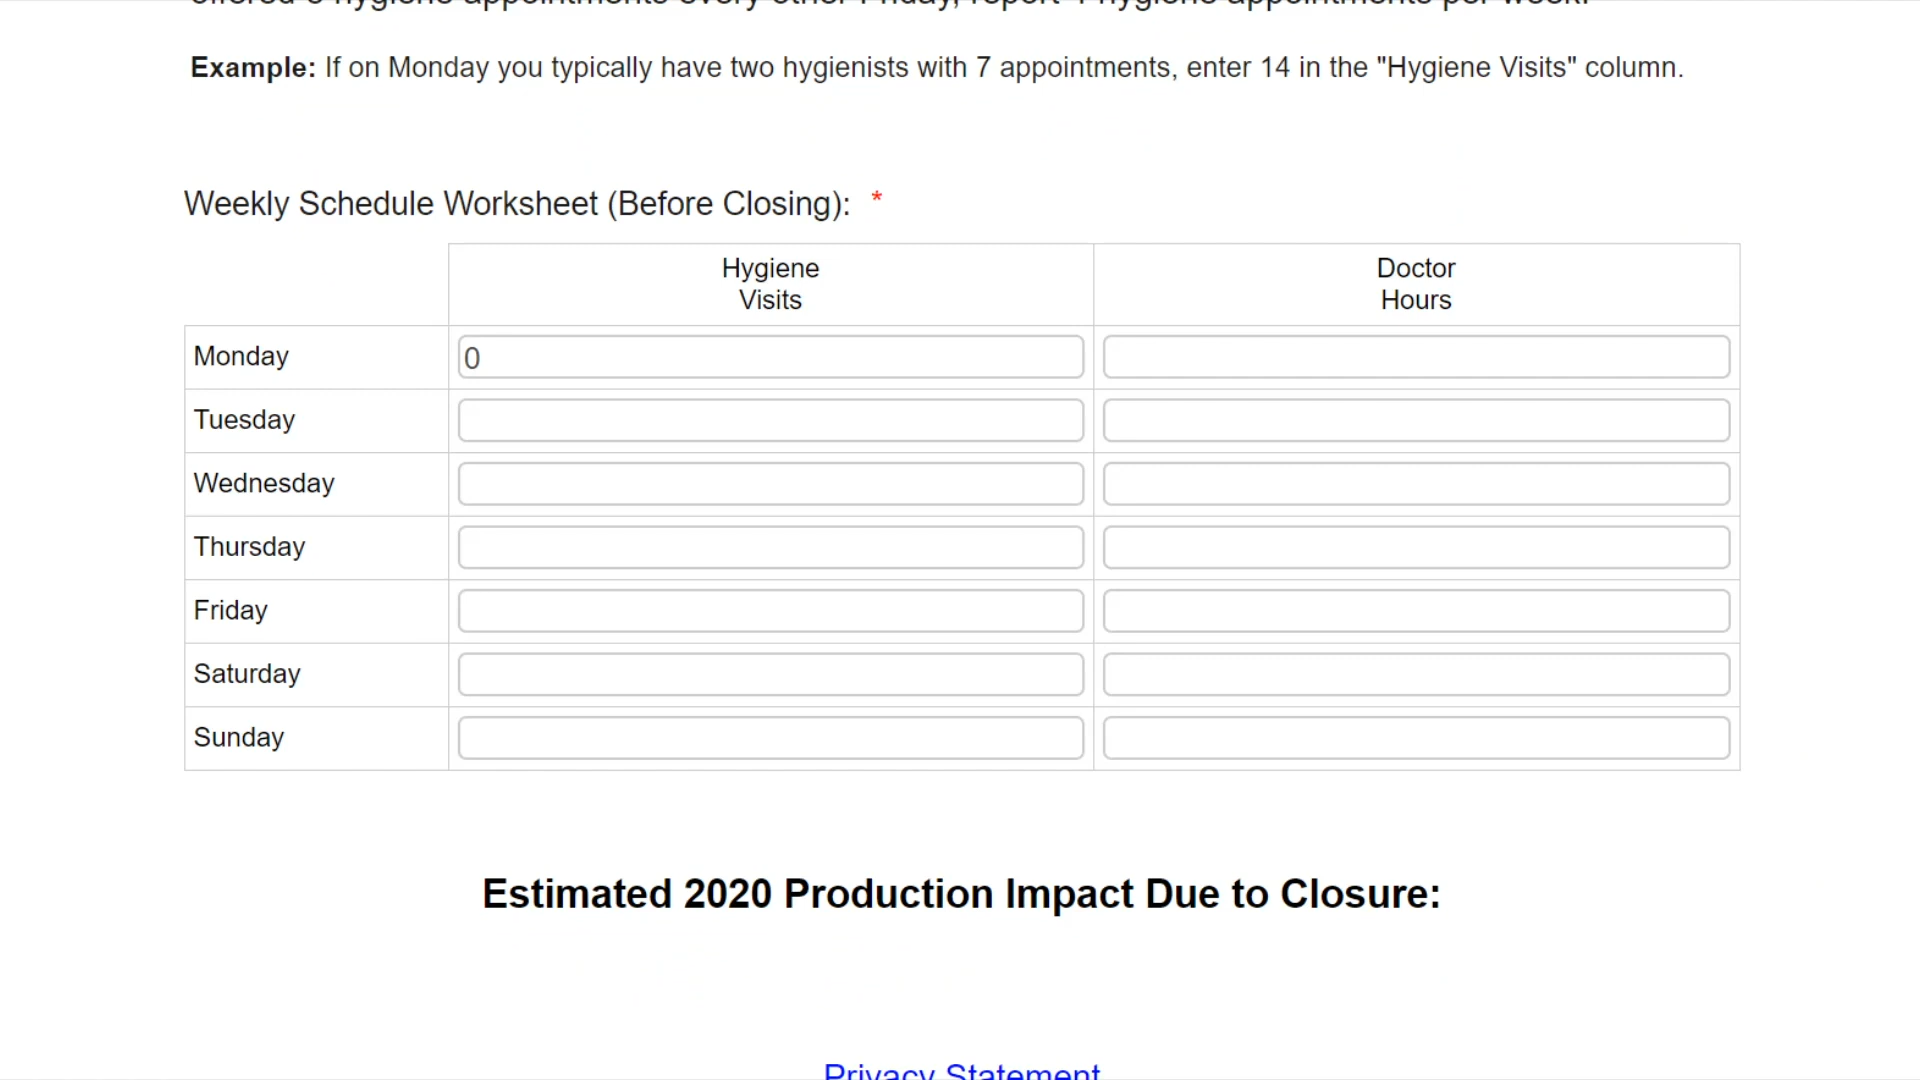 Example: If on Monday you typically have two hygienists with 7 appointments, enter 14 in the "Hygiene Visits" column.
Weekly Schedule Worksheet (Before Closing): *
Hygiene
Visits
Doctor
Hours
Monday
0
Tuesday
Wednesday
Thursday
Friday
Saturday
Sunday
Estimated 2020 Production Impact Due to Closure:
Privacy Statement